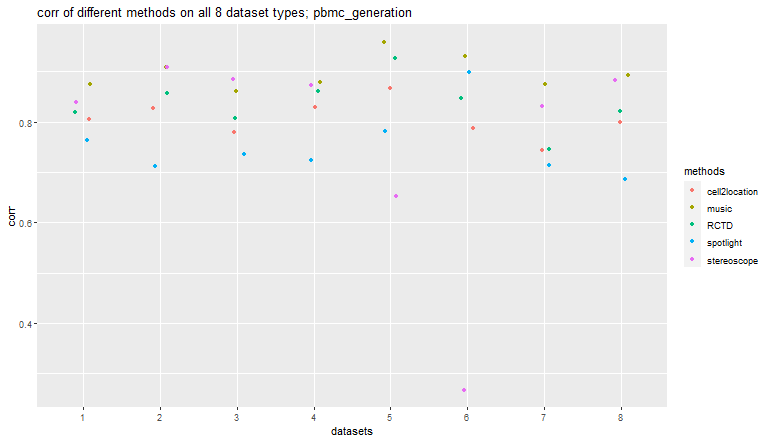 corr of different methods on all 8 dataset types; pbmc_generation
0.8
0.6
0.4
corr
1 2 3 4 5 6 7 8
datasets
methods
cell2location
music
RCTD
spotlight
stereoscope